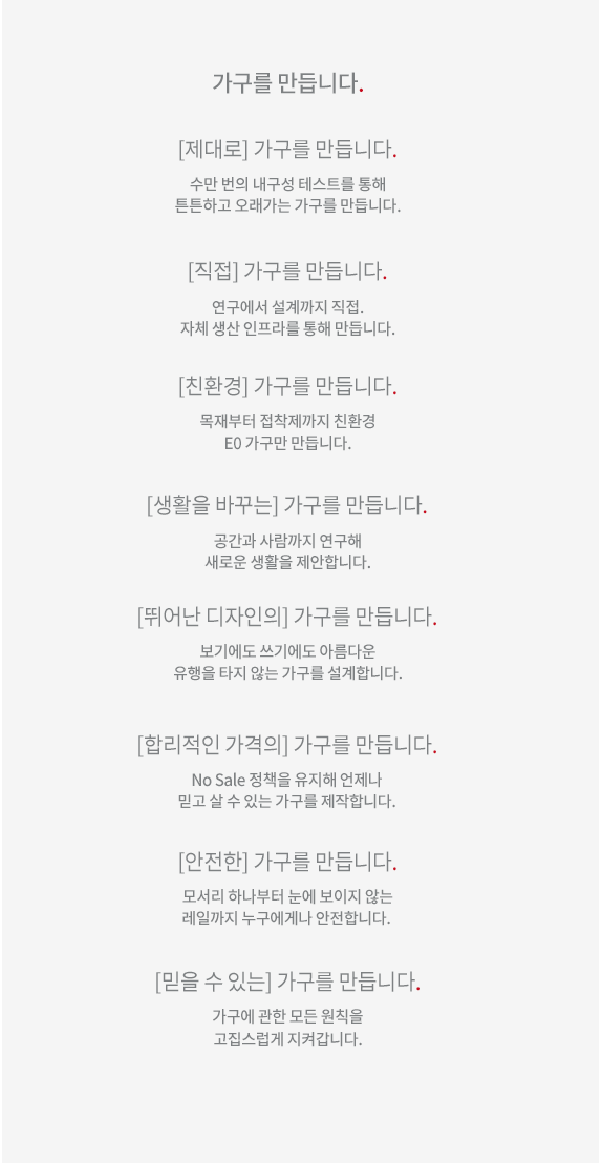 가구를 만듭니다.
[제대로] 가구를 만듭니다.
수만 번의 내구성 테스트를 통해
튼튼하고 오래가는 가구를 만듭니다.
[직접] 가구를 만듭니다.
연구에서 설계까지 직접.
자체 생산 인프라를 통해 만듭니다.
[친환경] 가구를 만듭니다.
목재부터 접착제까지 친환경
E0 가구만 만듭니다.
[생활을 바꾸는] 가구를 만듭니다.
공간과 사람까지 연구해
새로운 생활을 제안합니다.
[뛰어난 디자인의] 가구를 만듭니다.
보기에도 쓰기에도 아름다운
유행을 타지 않는 가구를 설계합니다.
[합리적인 가격의] 가구를 만듭니다.
No Sale 정책을 유지해 언제나
믿고 살 수 있는 가구를 제작합니다.
[안전한] 가구를 만듭니다.
모서리 하나부터 눈에 보이지 않는
레일까지 누구에게나 안전합니다.
[믿을 수 있는] 가구를 만듭니다.
가구에 관한 모든 원칙을
고집스럽게 지켜갑니다.